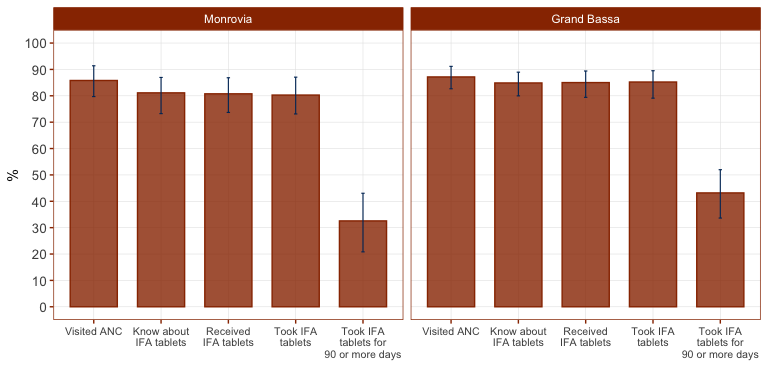 Monrovia
Grand Bassa
%
100
90
80
70
60
50
40
30
20
10
0
Visited ANC
Know about
IFA tablets
Received
IFA tablets
Took IFA
tablets
Took IFA
tablets for
90 or more days
Visited ANC
Know about
IFA tablets
Received
IFA tablets
Took IFA
tablets
Took IFA
tablets for
90 or more days